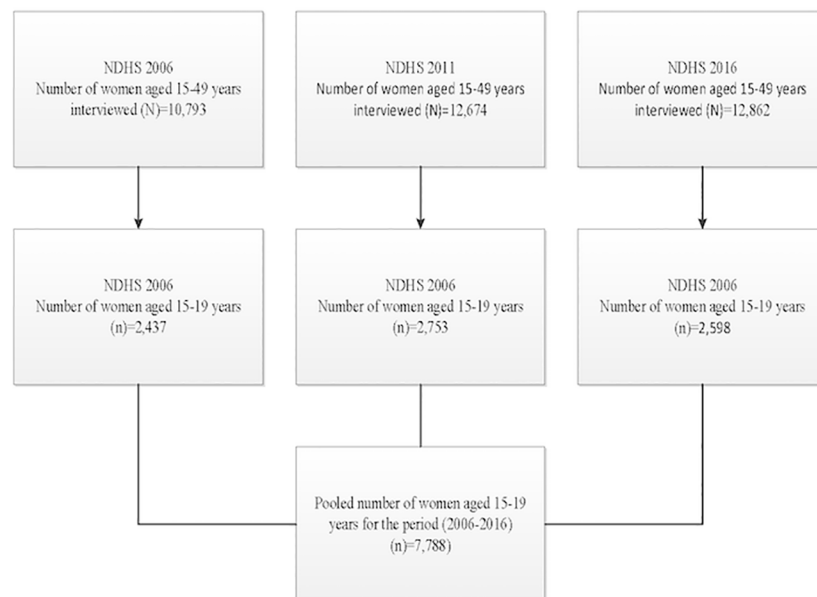 NDHS 2006
Number of women aged 15-49 years
interviewed (N)=10,793
NDHS 2011
Number of women aged 15-49 years
interviewed (N)=12,674
NDHS 2016
Number of women aged 15-49 years
interviewed (N)=12,862
NDHS 2006
Number of women aged 15-19 years
(n)=2,437
NDHS 2006
Number of women aged 15-19 years
(n)=2,753
NDHS 2006
Number of women aged 15-19 years
(n)=2,598
Pooled number of women aged 15-19
years for the period (2006-2016)
(n)=7,788)